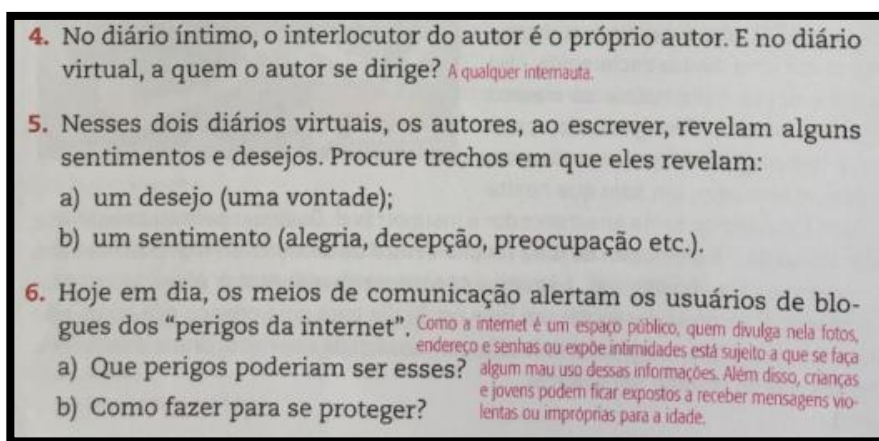 4. No diário íntimo, o interlocutor do autor é o próprio autor. E no diário
virtual, a quem o autor se dirige? A qualquer internauta.
5. Nesses dois diários virtuais, os autores, ao escrever, revelam alguns
sentimentos e desejos. Procure trechos em que eles revelam:
a) um desejo (uma vontade);
b) um sentimento (alegria, decepção, preocupação etc.).
6. Hoje em dia, os meios de comunicação alertam os usuários de blo-
gues dos “perigos da internet”.
a) Que perigos poderiam ser esses?
b) Como fazer para se proteger?
Como a internet é um espaço público, quem divulga nela fotos,
endereço e senhas ou expõe intimidades está sujeito a que se faça
algum mau uso dessas informações. Além disso, crianças
e jovens podem ficar expostos a receber mensagens vio-
lentas ou impróprias para a idade.